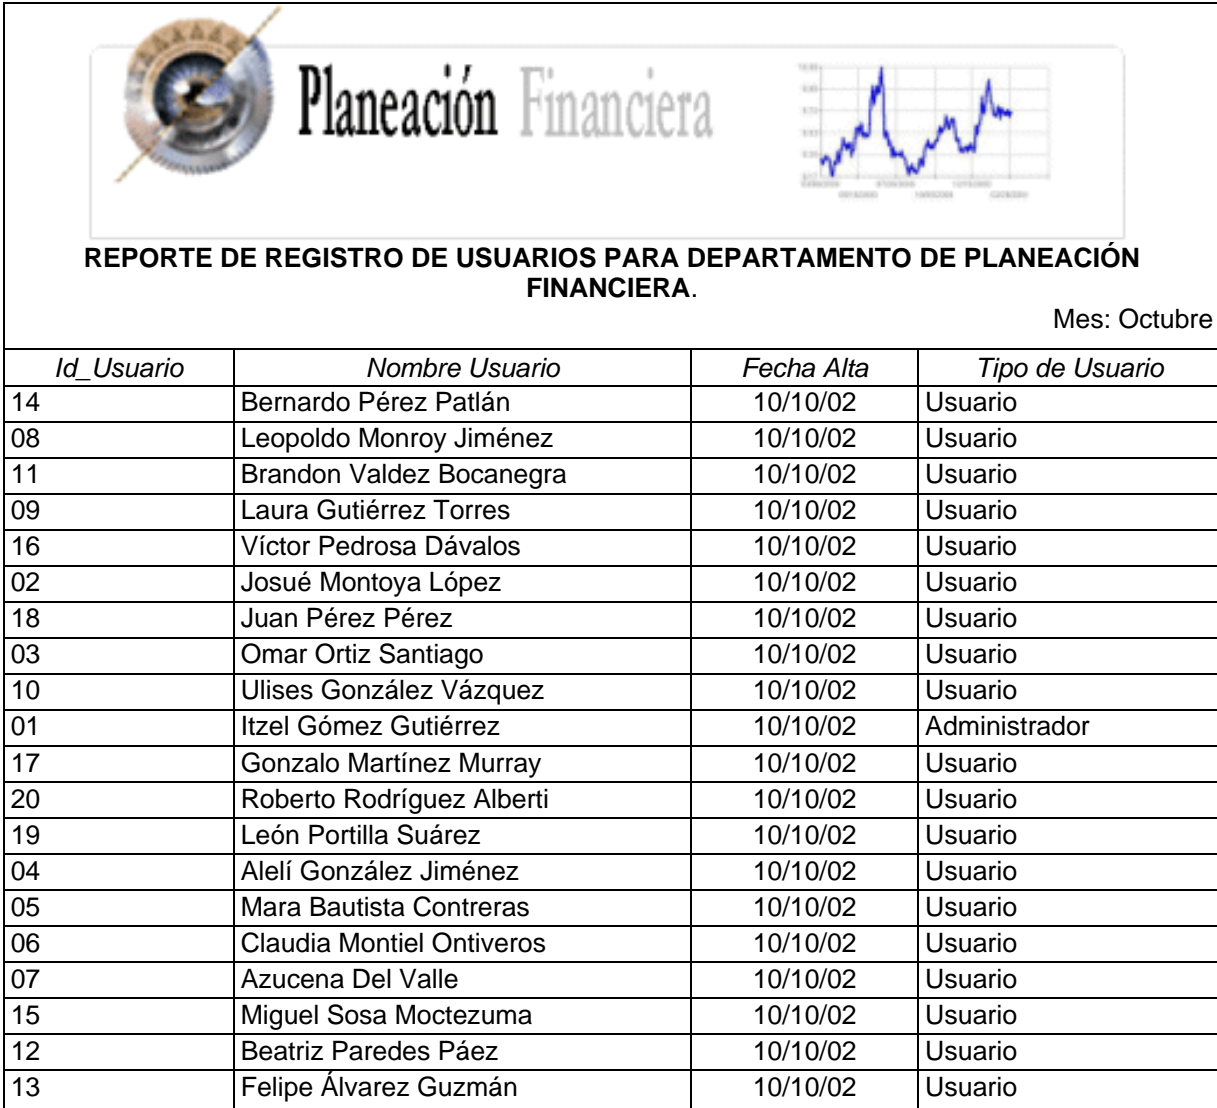 Planeación Financiera
REPORTE DE REGISTRO DE USUARIOS PARA DEPARTAMENTO DE PLANEACIÓN
FINANCIERA.
Mes: Octubre
Id_Usuario Nombre Usuario Fecha Alta Tipo de Usuario
14 Bernardo Pérez Patlán 10/10/02 Usuario
08 Leopoldo Monroy Jiménez 10/10/02 Usuario
11 Brandon Valdez Bocanegra 10/10/02 Usuario
09 Laura Gutiérrez Torres 10/10/02 Usuario
16 Víctor Pedrosa Dávalos 10/10/02 Usuario
02 Josué Montoya López 10/10/02 Usuario
18 Juan Pérez Pérez 10/10/02 Usuario
03 Omar Ortiz Santiago 10/10/02 Usuario
10 Ulises González Vázquez 10/10/02 Usuario
01 Itzel Gómez Gutiérrez 10/10/02 Administrador
17 Gonzalo Martínez Murray 10/10/02 Usuario
20 Roberto Rodríguez Alberti 10/10/02 Usuario
19 León Portilla Suárez 10/10/02 Usuario
04 Alelí González Jiménez 10/10/02 Usuario
05 Mara Bautista Contreras 10/10/02 Usuario
06 Claudia Montiel Ontiveros 10/10/02 Usuario
07 Azucena Del Valle 10/10/02 Usuario
15 Miguel Sosa Moctezuma 10/10/02 Usuario
12 Beatriz Paredes Páez 10/10/02 Usuario
13 Felipe Álvarez Guzmán 10/10/02 Usuario